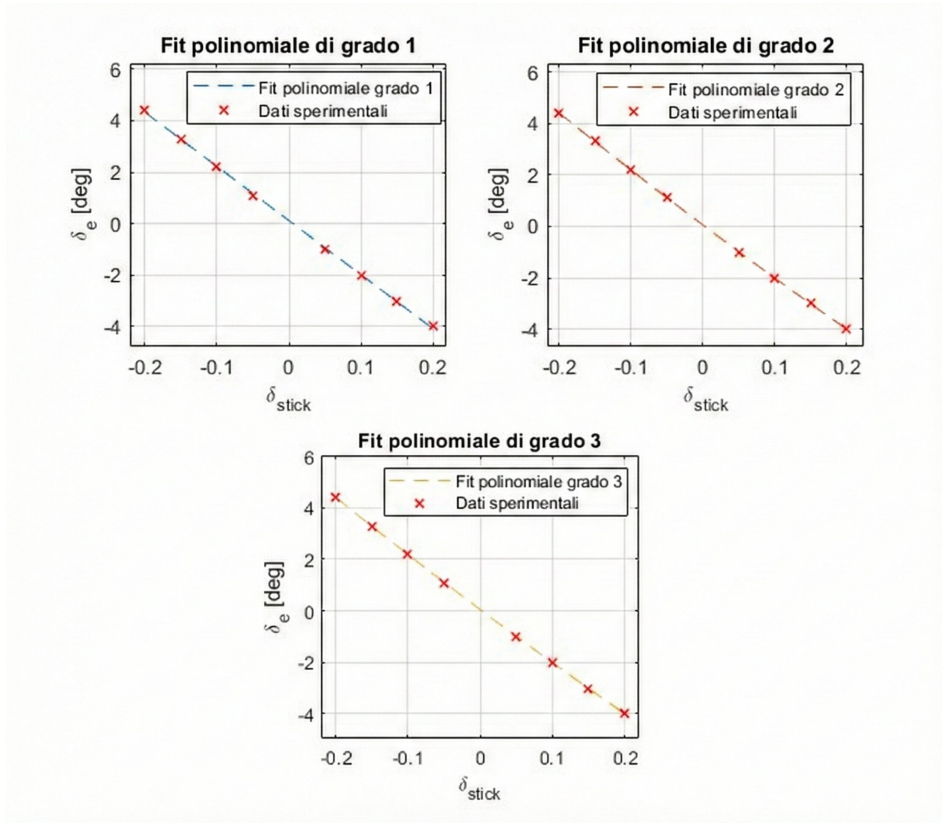 Fit polinomiale di grado 1
6
4
2
0
-2
-4
-0.2 -0.1 0 0.1 0.2
δe [deg]
δstick
Fit polinomiale grado 1
Dati sperimentali
Fit polinomiale di grado 2
6
4
2
0
-2
-4
-0.2 -0.1 0 0.1 0.2
δe [deg]
δstick
Fit polinomiale grado 2
Dati sperimentali
Fit polinomiale di grado 3
6
4
2
0
-2
-4
-0.2 -0.1 0 0.1 0.2
δe [deg]
δstick
Fit polinomiale grado 3
Dati sperimentali